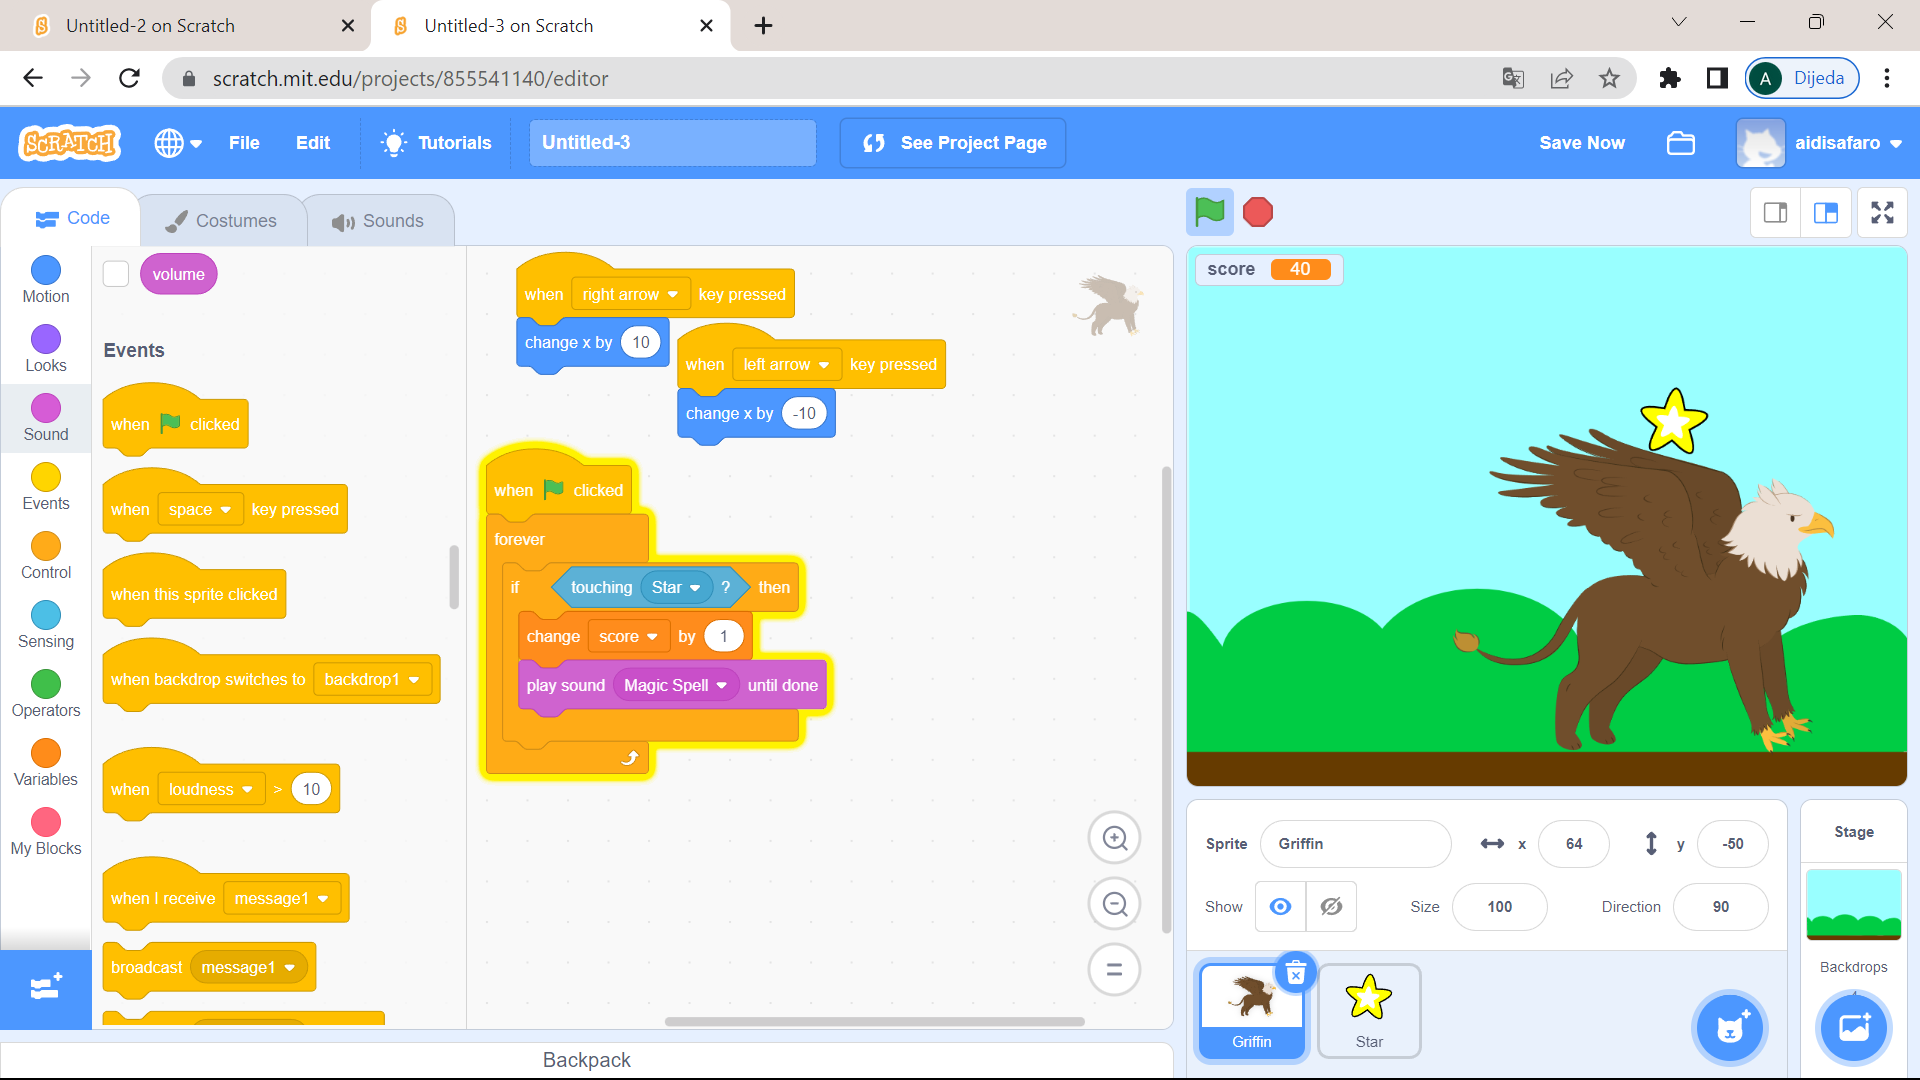 Untitled-2 on Scratch
Untitled-3 on Scratch
scratch.mit.edu/projects/855541140/editor
A Dijeda
SCRATCH
File
Edit
Tutorials
Untitled-3
See Project Page
Save Now
aidisafaro
Code
Costumes
Sounds
Motion
Looks
Sound
Events
Control
Sensing
Operators
Variables
My Blocks
volume
Events
when clicked
when space key pressed
when this sprite clicked
when backdrop switches to backdrop1
when loudness > 10
when I receive message1
broadcast message1
when right arrow key pressed
change x by 10
when left arrow key pressed
change x by -10
when clicked
forever
if touching Star ? then
change score by 1
play sound Magic Spell until done
score 40
Sprite Griffin x 64 y -50
Show Size 100 Direction 90
Griffin
Star
Stage
Backdrops
Backpack